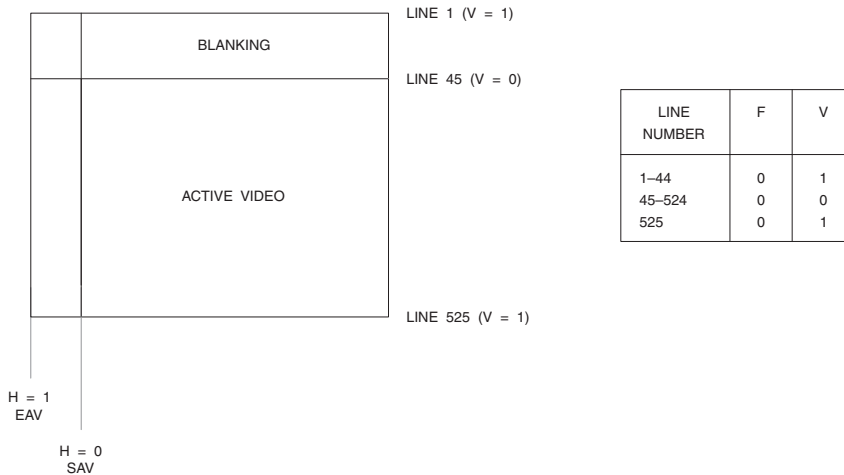 LINE 1 (V = 1)
BLANKING
LINE 45 (V = 0)
ACTIVE VIDEO
LINE 525 (V = 1)
H = 1
EAV
H = 0
SAV
LINE NUMBER F V
1–44 0 1
45–524 0 0
525 0 1